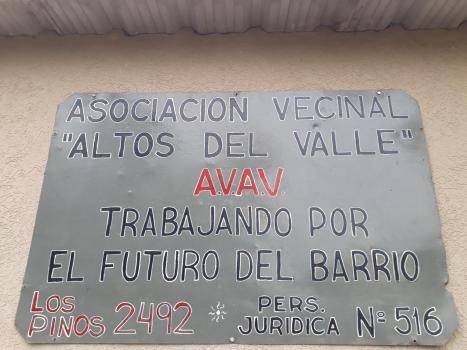 ASOCIACION VECINAL
"ALTOS DEL VALLE"
A.V.A.V.
TRABAJANDO POR
EL FUTURO DEL BARRIO
LOS PINOS 2492
PERS. JURIDICA Nº 516